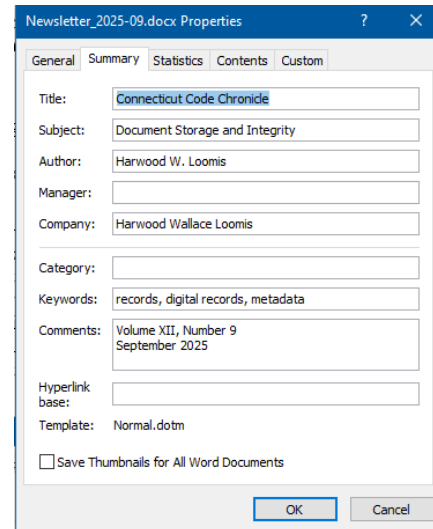 Newsletter_2025-09.docx Properties ? ×
General Summary Statistics Contents Custom
Title: Connecticut Code Chronicle
Subject: Document Storage and Integrity
Author: Harwood W. Loomis
Manager:
Company: Harwood Wallace Loomis
Category:
Keywords: records, digital records, metadata
Comments: Volume XII, Number 9
September 2025
Hyperlink
base:
Template: Normal.dotm
Save Thumbnails for All Word Documents
OK Cancel